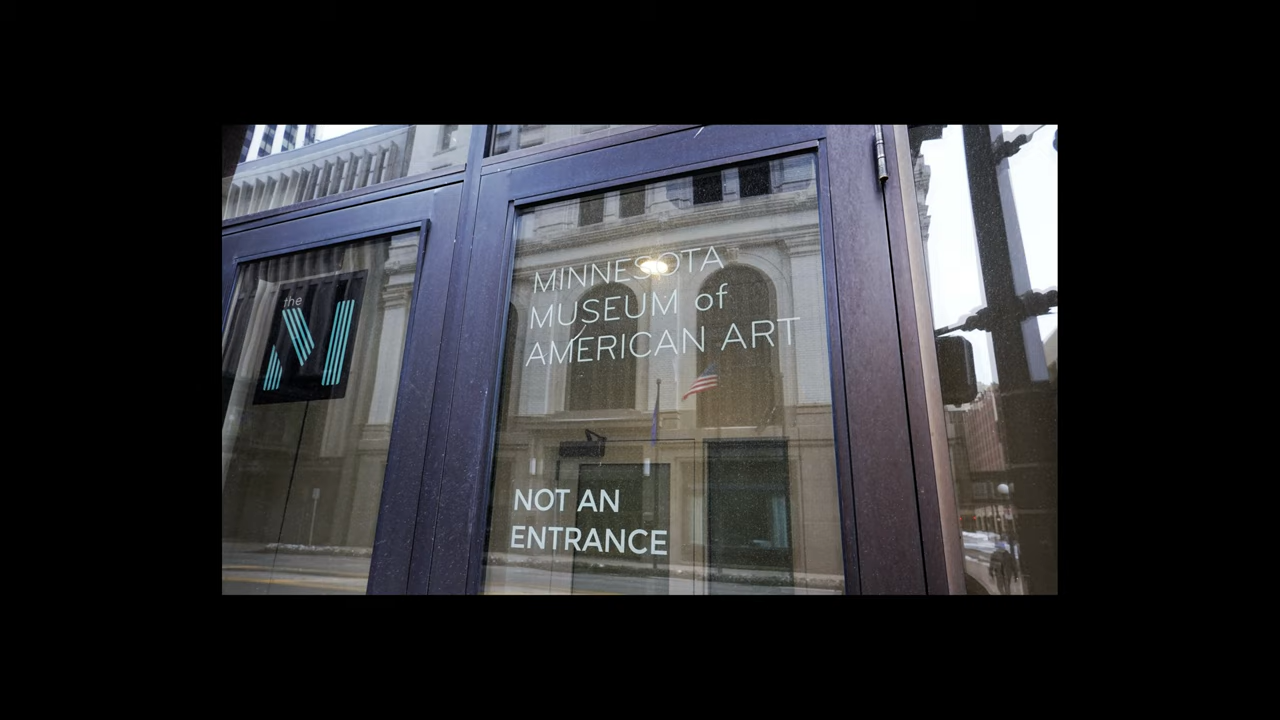 the
M
MINNESOTA
MUSEUM of
AMERICAN ART
NOT AN
ENTRANCE